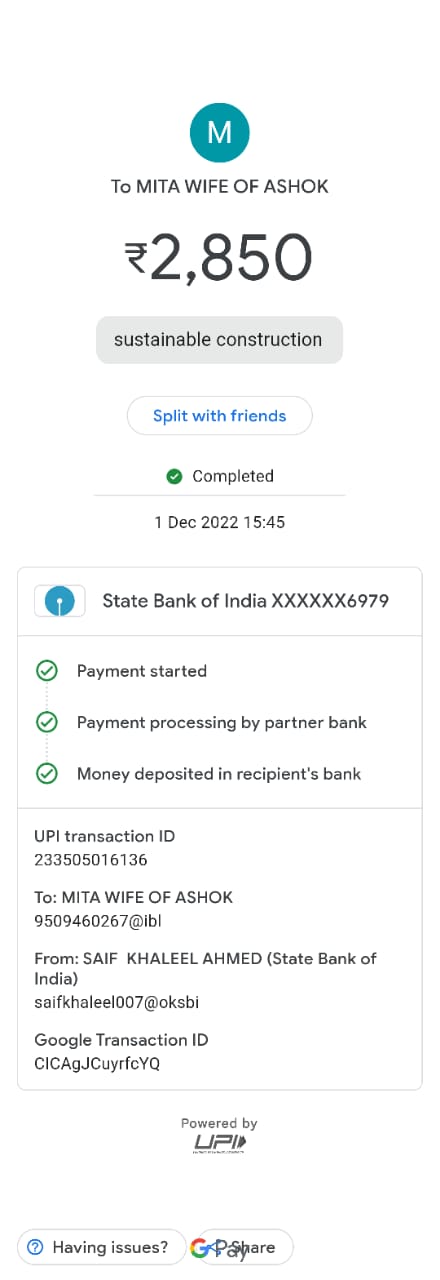 M
To MITA WIFE OF ASHOK
₹2,850
sustainable construction
Split with friends
Completed
1 Dec 2022 15:45
State Bank of India XXXXXX6979
Payment started
Payment processing by partner bank
Money deposited in recipient's bank
UPI transaction ID
233505016136
To: MITA WIFE OF ASHOK
9509460267@ibl
From: SAIF KHALEEL AHMED (State Bank of
India)
saifkhaleel007@oksbi
Google Transaction ID
CICAgJCuyrfcYQ
Powered by
UPI
Having issues?
G Pay
Share